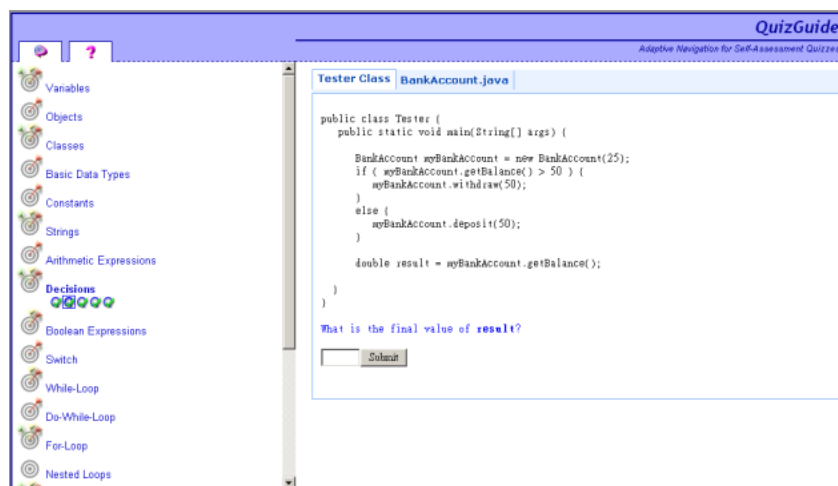 QuizGuide
Adaptive Navigation for Self-Assessment Quizzes
?
Variables
Objects
Classes
Basic Data Types
Constants
Strings
Arithmetic Expressions
Decisions
Boolean Expressions
Switch
While-Loop
Do-While-Loop
For-Loop
Nested Loops
Tester Class BankAccount.java
public class Tester {
public static void main(String[] args) {
BankAccount myBankAccount = new BankAccount(25);
if ( myBankAccount.getBalance() > 50 ) {
myBankAccount.withdraw(50);
}
else {
myBankAccount.deposit(50);
}
double result = myBankAccount.getBalance();
}
}
What is the final value of result?
Submit